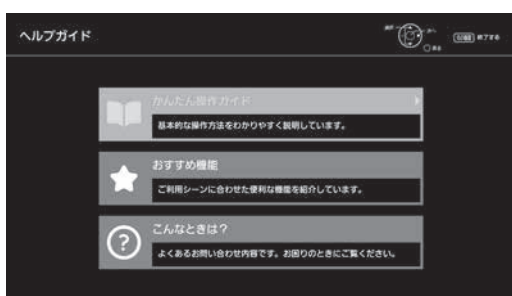 ヘルプガイド
終了する
かんたん操作ガイド
基本的な操作方法をわかりやすく説明しています。
おすすめ機能
ご利用シーンに合わせた便利な機能を紹介しています。
こんなときは?
よくあるお問い合わせ内容です。お困りのときにご覧ください。